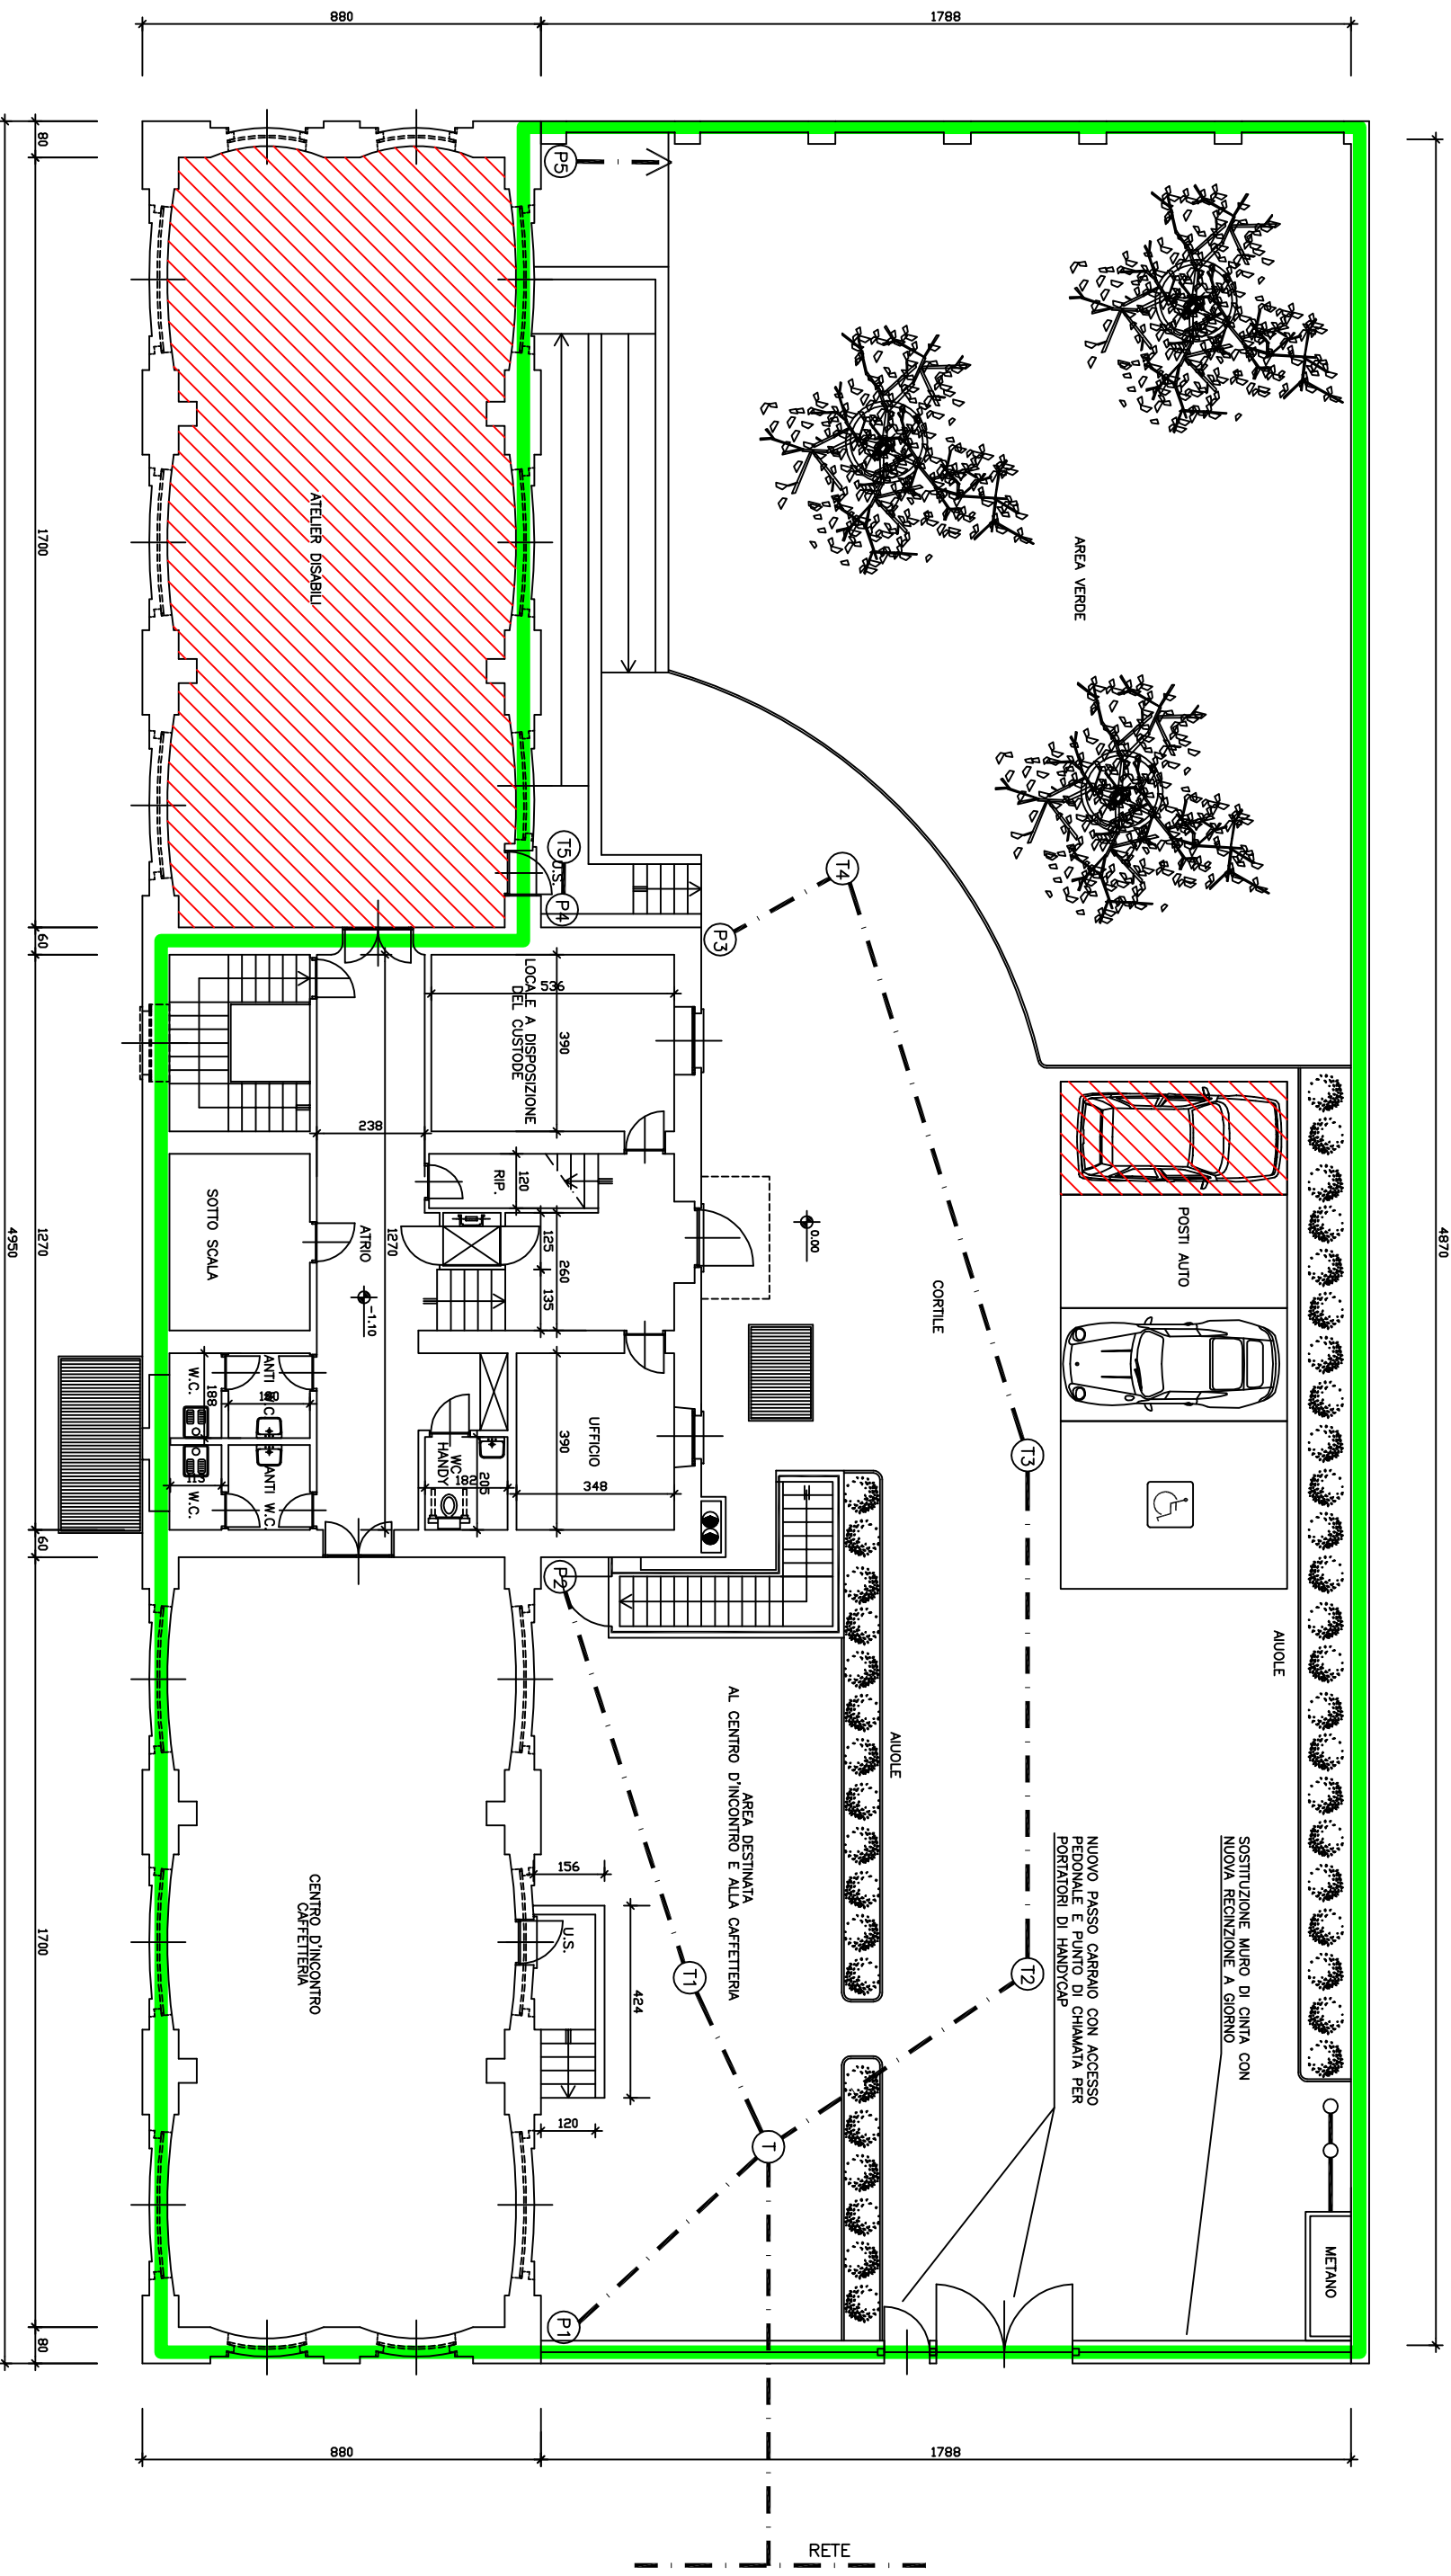 880
1788
80
1700
60
1270
60
1700
80
4950
4870
P5
ATELIER DISABILI
AREA VERDE
T5
U.S.
P4
P3
T4
LOCALE A DISPOSIZIONE
DEL CUSTODE
536
390
238
RIP.
120
SOTTO SCALA
ATRIO
1270
-1.10
125
260
135
0.00
CORTILE
POSTI AUTO
W.C.
188
ANTI W.C.
180
ANTI W.C.
W.C.
113
WC
HANDY
182
205
UFFICIO
390
348
T3
P2
AIUOLE
AIUOLE
AREA DESTINATA
AL CENTRO D'INCONTRO E ALLA CAFFETTERIA
CENTRO D'INCONTRO
CAFFETTERIA
156
U.S.
424
120
T1
T2
T
P1
NUOVO PASSO CARRAIO CON ACCESSO
PEDONALE E PUNTO DI CHIAMATA PER
PORTATORI DI HANDYCAP
SOSTITUZIONE MURO DI CINTA CON
NUOVA RECINZIONE A GIORNO
METANO
880
1788
RETE